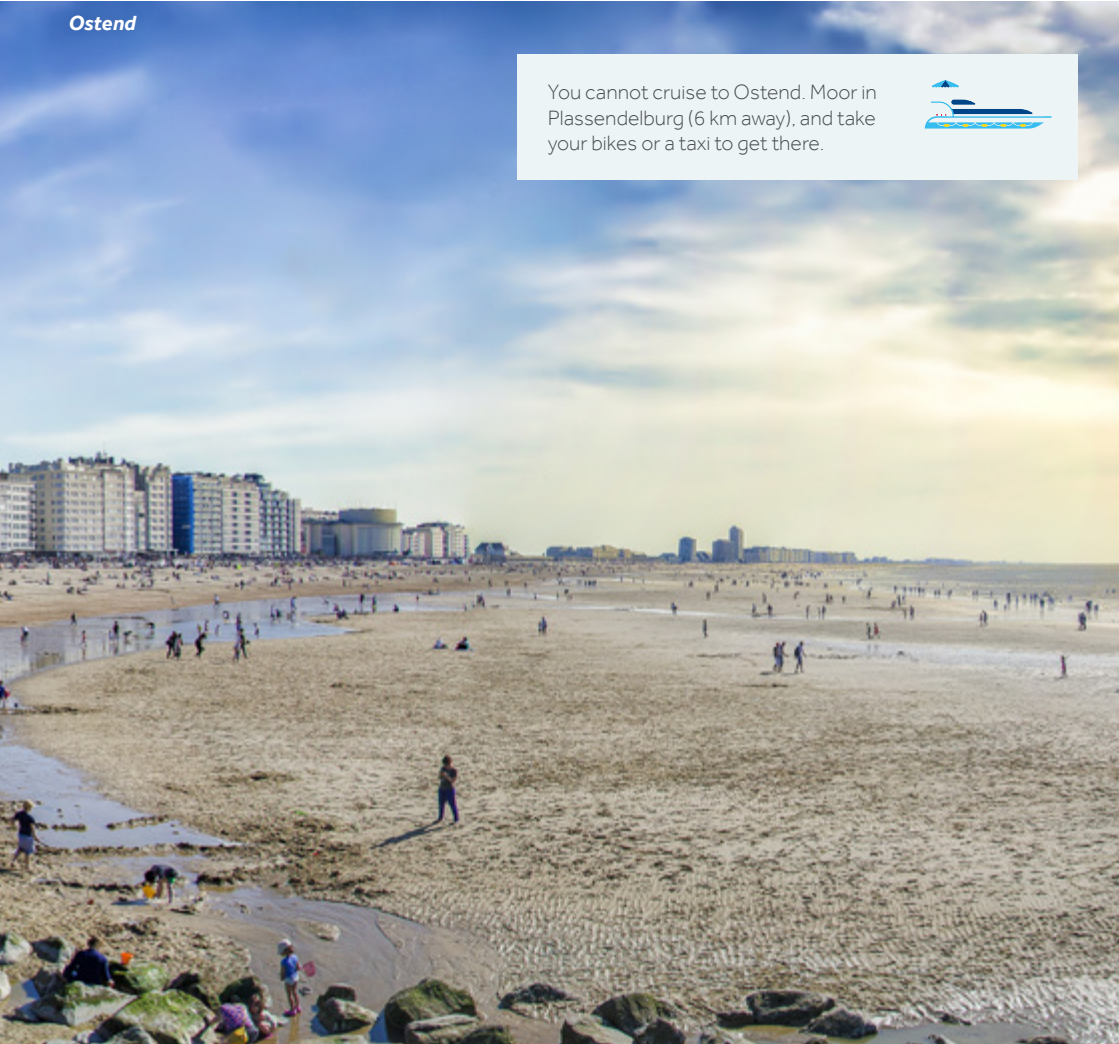 Ostend
You cannot cruise to Ostend. Moor in
Plassendelburg (6 km away), and take
your bikes or a taxi to get there.